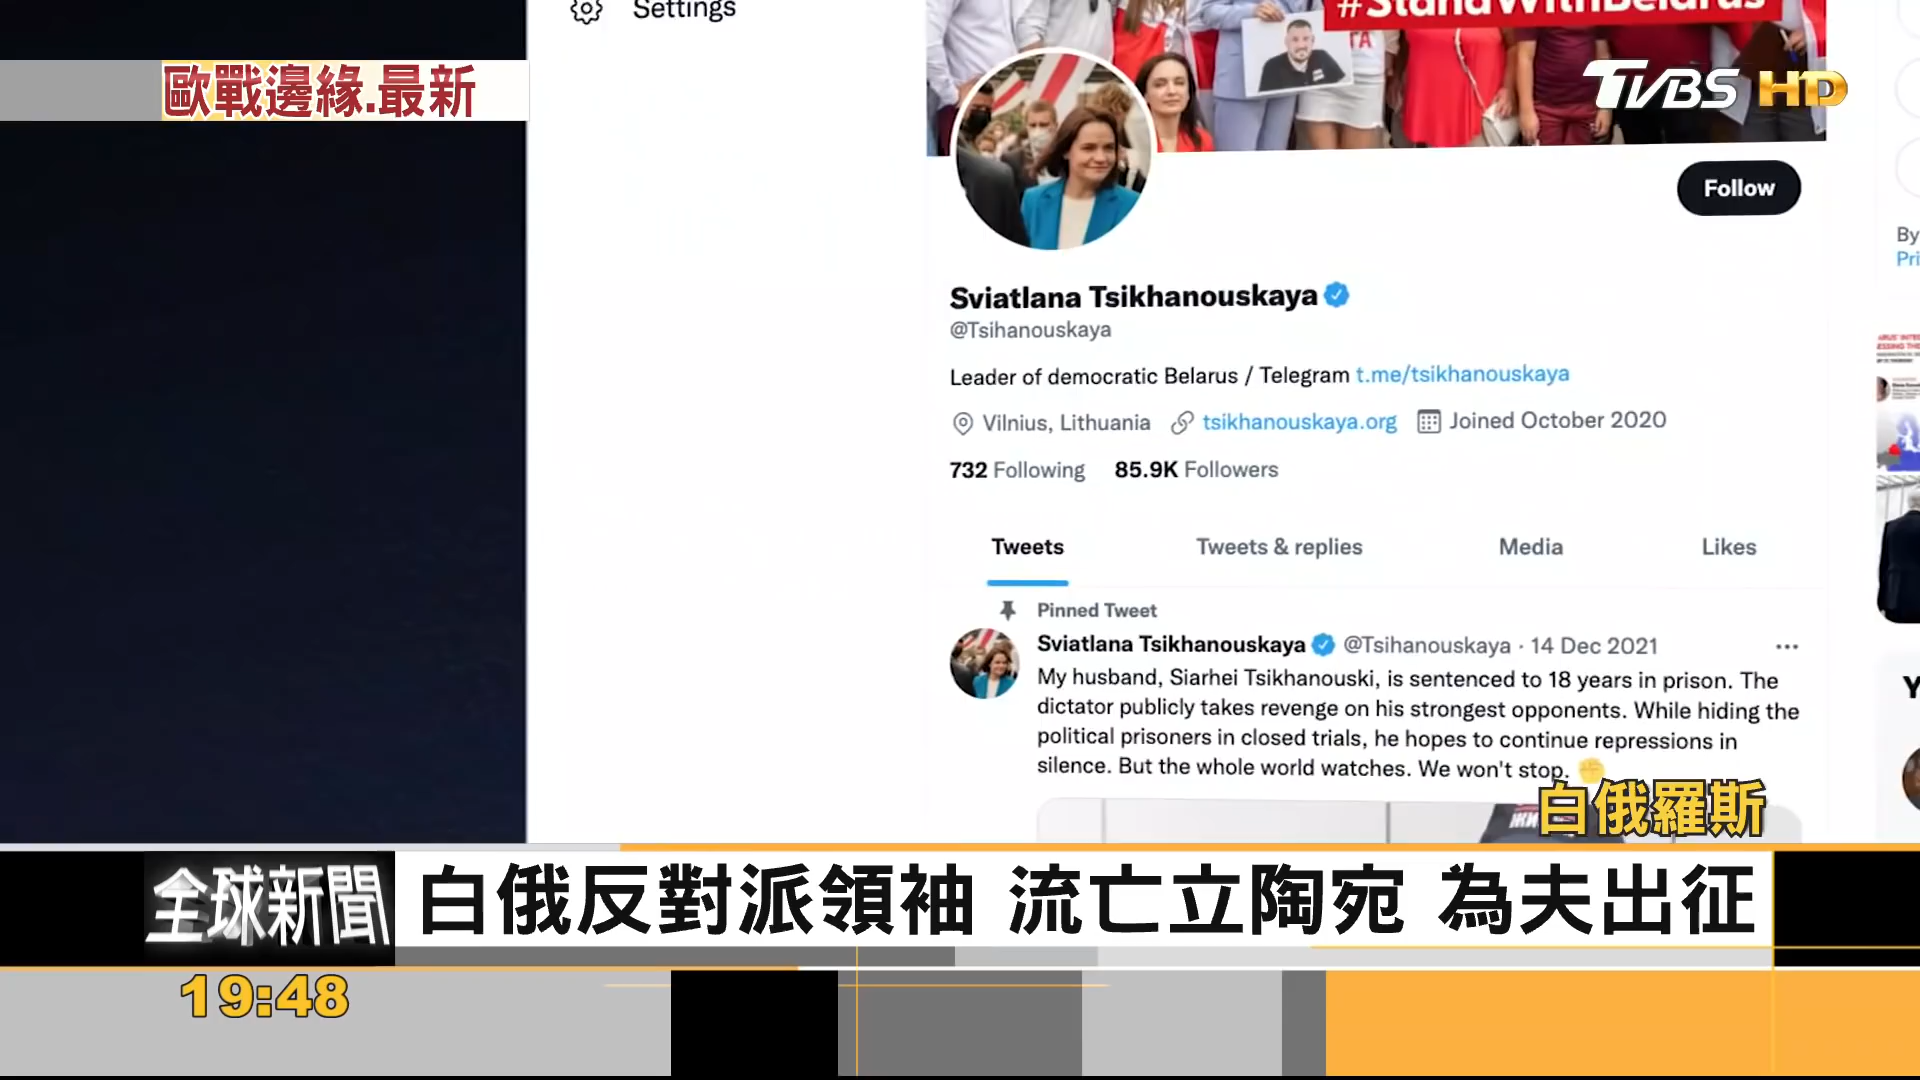 Settings
#StandWithBelarus
歐戰邊緣.最新
TVBS HD
Follow
By
Pri
Sviatlana Tsikhanouskaya
@Tsihanouskaya
Leader of democratic Belarus / Telegram t.me/tsikhanouskaya
Vilnius, Lithuania tsikhanouskaya.org Joined October 2020
732 Following 85.9K Followers
Tweets Tweets & replies Media Likes
Pinned Tweet
Sviatlana Tsikhanouskaya @Tsihanouskaya · 14 Dec 2021
My husband, Siarhei Tsikhanouski, is sentenced to 18 years in prison. The
dictator publicly takes revenge on his strongest opponents. While hiding the
political prisoners in closed trials, he hopes to continue repressions in
silence. But the whole world watches. We won't stop. ✊
白俄羅斯
全球新聞
白俄反對派領袖 流亡立陶宛 為夫出征
19:48